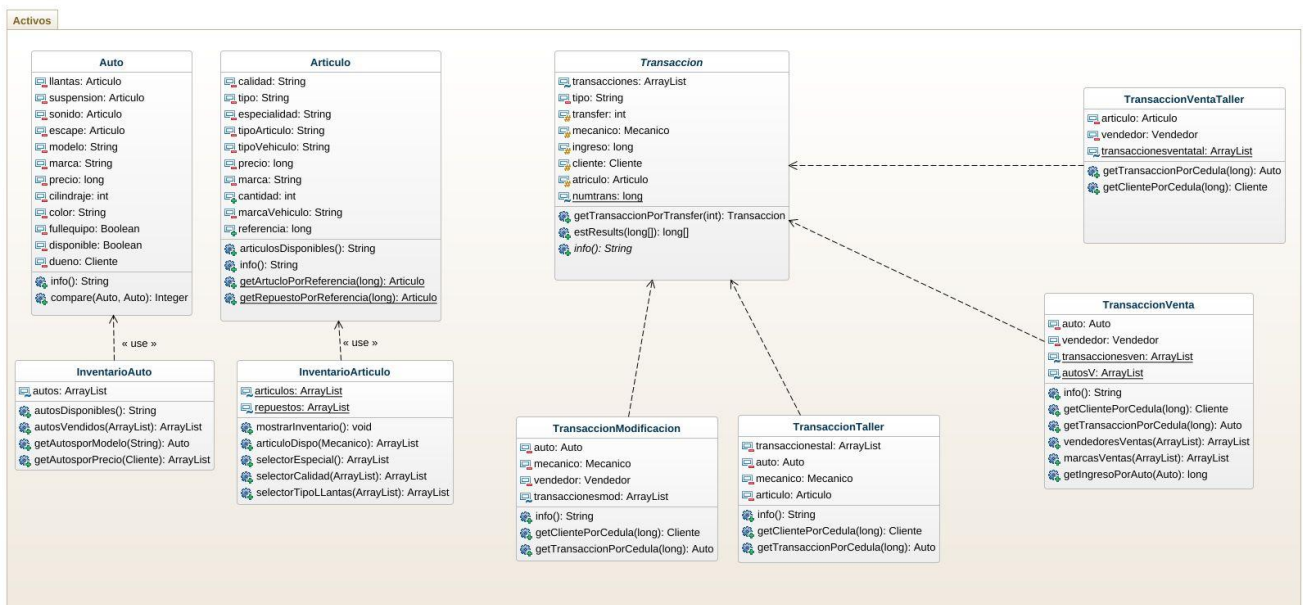 Activos
Auto
llantas: Articulo
suspension: Articulo
sonido: Articulo
escape: Articulo
modelo: String
marca: String
precio: long
cilindraje: int
color: String
fullequipo: Boolean
disponible: Boolean
dueno: Cliente
info(): String
compare(Auto, Auto): Integer
Articulo
calidad: String
tipo: String
especialidad: String
tipoArticulo: String
tipoVehiculo: String
precio: long
marca: String
cantidad: int
marcaVehiculo: String
referencia: long
articulosDisponibles(): String
info(): String
getArtucloPorReferencia(long): Articulo
getRepuestoPorReferencia(long): Articulo
Transaccion
transacciones: ArrayList
tipo: String
transfer: int
mecanico: Mecanico
ingreso: long
cliente: Cliente
atriculo: Articulo
numtrans: long
getTransaccionPorTransfer(int): Transaccion
estResults(long[]): long[]
info(): String
TransaccionVentaTaller
articulo: Articulo
vendedor: Vendedor
transaccionesventatal: ArrayList
getTransaccionPorCedula(long): Auto
getClientePorCedula(long): Cliente
« use »
« use »
InventarioAuto
autos: ArrayList
autosDisponibles(): String
autosVendidos(ArrayList): ArrayList
getAutosporModelo(String): Auto
getAutosporPrecio(Cliente): ArrayList
InventarioArticulo
articulos: ArrayList
repuestos: ArrayList
mostrarInventario(): void
articuloDispo(Mecanico): ArrayList
selectorEspecial(): ArrayList
selectorCalidad(ArrayList): ArrayList
selectorTipoLLantas(ArrayList): ArrayList
TransaccionModificacion
auto: Auto
mecanico: Mecanico
vendedor: Vendedor
transaccionesmod: ArrayList
info(): String
getClientePorCedula(long): Cliente
getTransaccionPorCedula(long): Auto
TransaccionTaller
transaccionestal: ArrayList
auto: Auto
mecanico: Mecanico
articulo: Articulo
info(): String
getClientePorCedula(long): Cliente
getTransaccionPorCedula(long): Auto
TransaccionVenta
auto: Auto
vendedor: Vendedor
transaccionesven: ArrayList
autosV: ArrayList
info(): String
getClientePorCedula(long): Cliente
getTransaccionPorCedula(long): Auto
vendedoresVentas(ArrayList): ArrayList
marcasVentas(ArrayList): ArrayList
getIngresoPorAuto(Auto): long